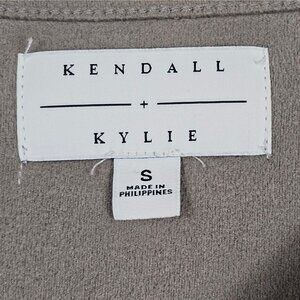 KENDALL
+
KYLIE
S
MADE IN
PHILIPPINES